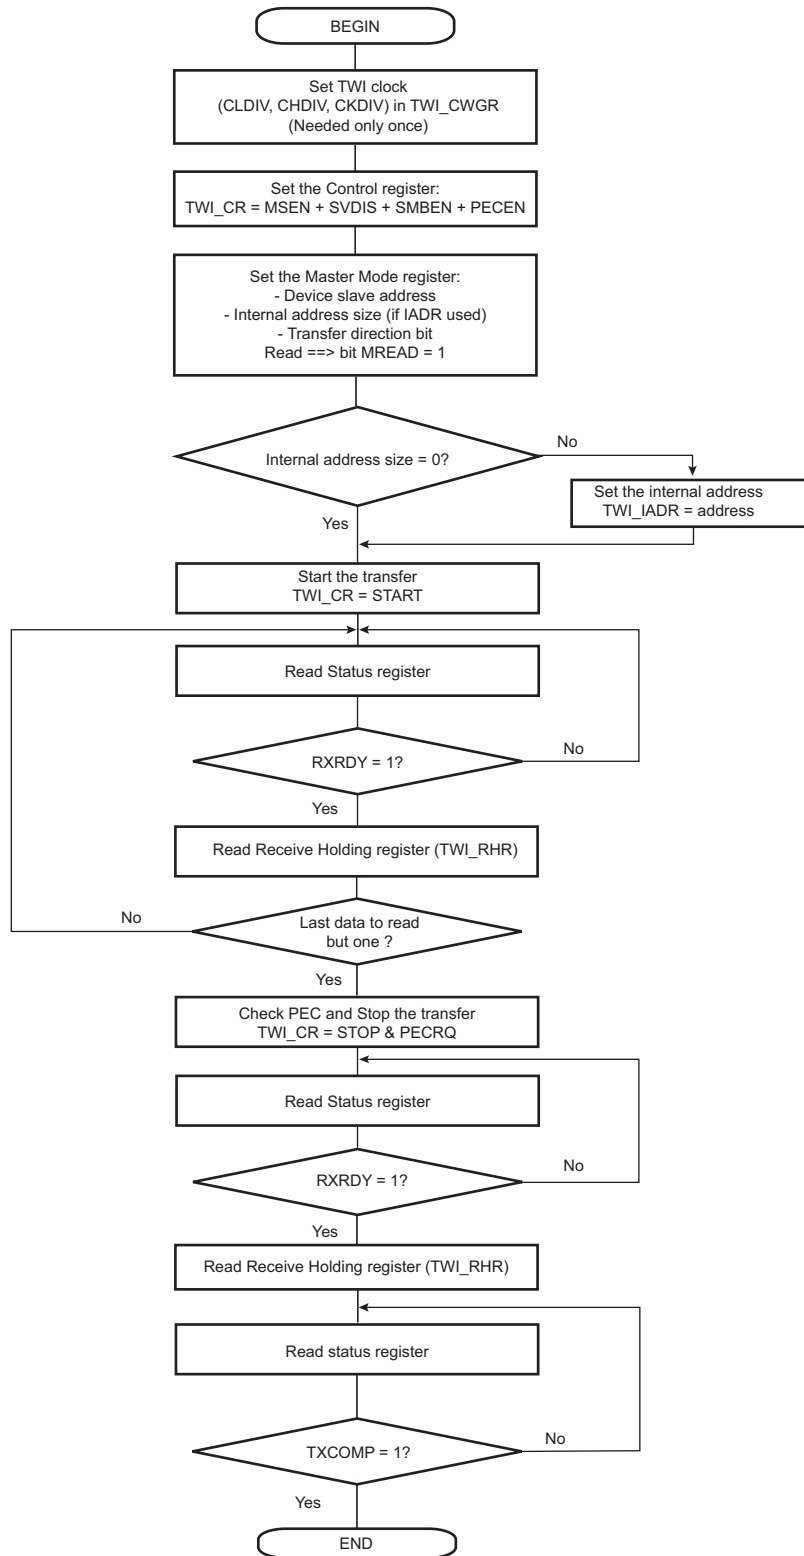 BEGIN
Set TWI clock
(CLDIV, CHDIV, CKDIV) in TWI_CWGR
(Needed only once)
Set the Control register:
TWI_CR = MSEN + SVDIS + SMBEN + PECEN
Set the Master Mode register:
- Device slave address
- Internal address size (if IADR used)
- Transfer direction bit
Read ==> bit MREAD = 1
Internal address size = 0?
No
Set the internal address
TWI_IADR = address
Yes
Start the transfer
TWI_CR = START
Read Status register
RXRDY = 1?
No
Yes
Read Receive Holding register (TWI_RHR)
Last data to read
but one ?
No
Yes
Check PEC and Stop the transfer
TWI_CR = STOP & PECRQ
Read Status register
RXRDY = 1?
No
Yes
Read Receive Holding register (TWI_RHR)
Read status register
TXCOMP = 1?
No
Yes
END